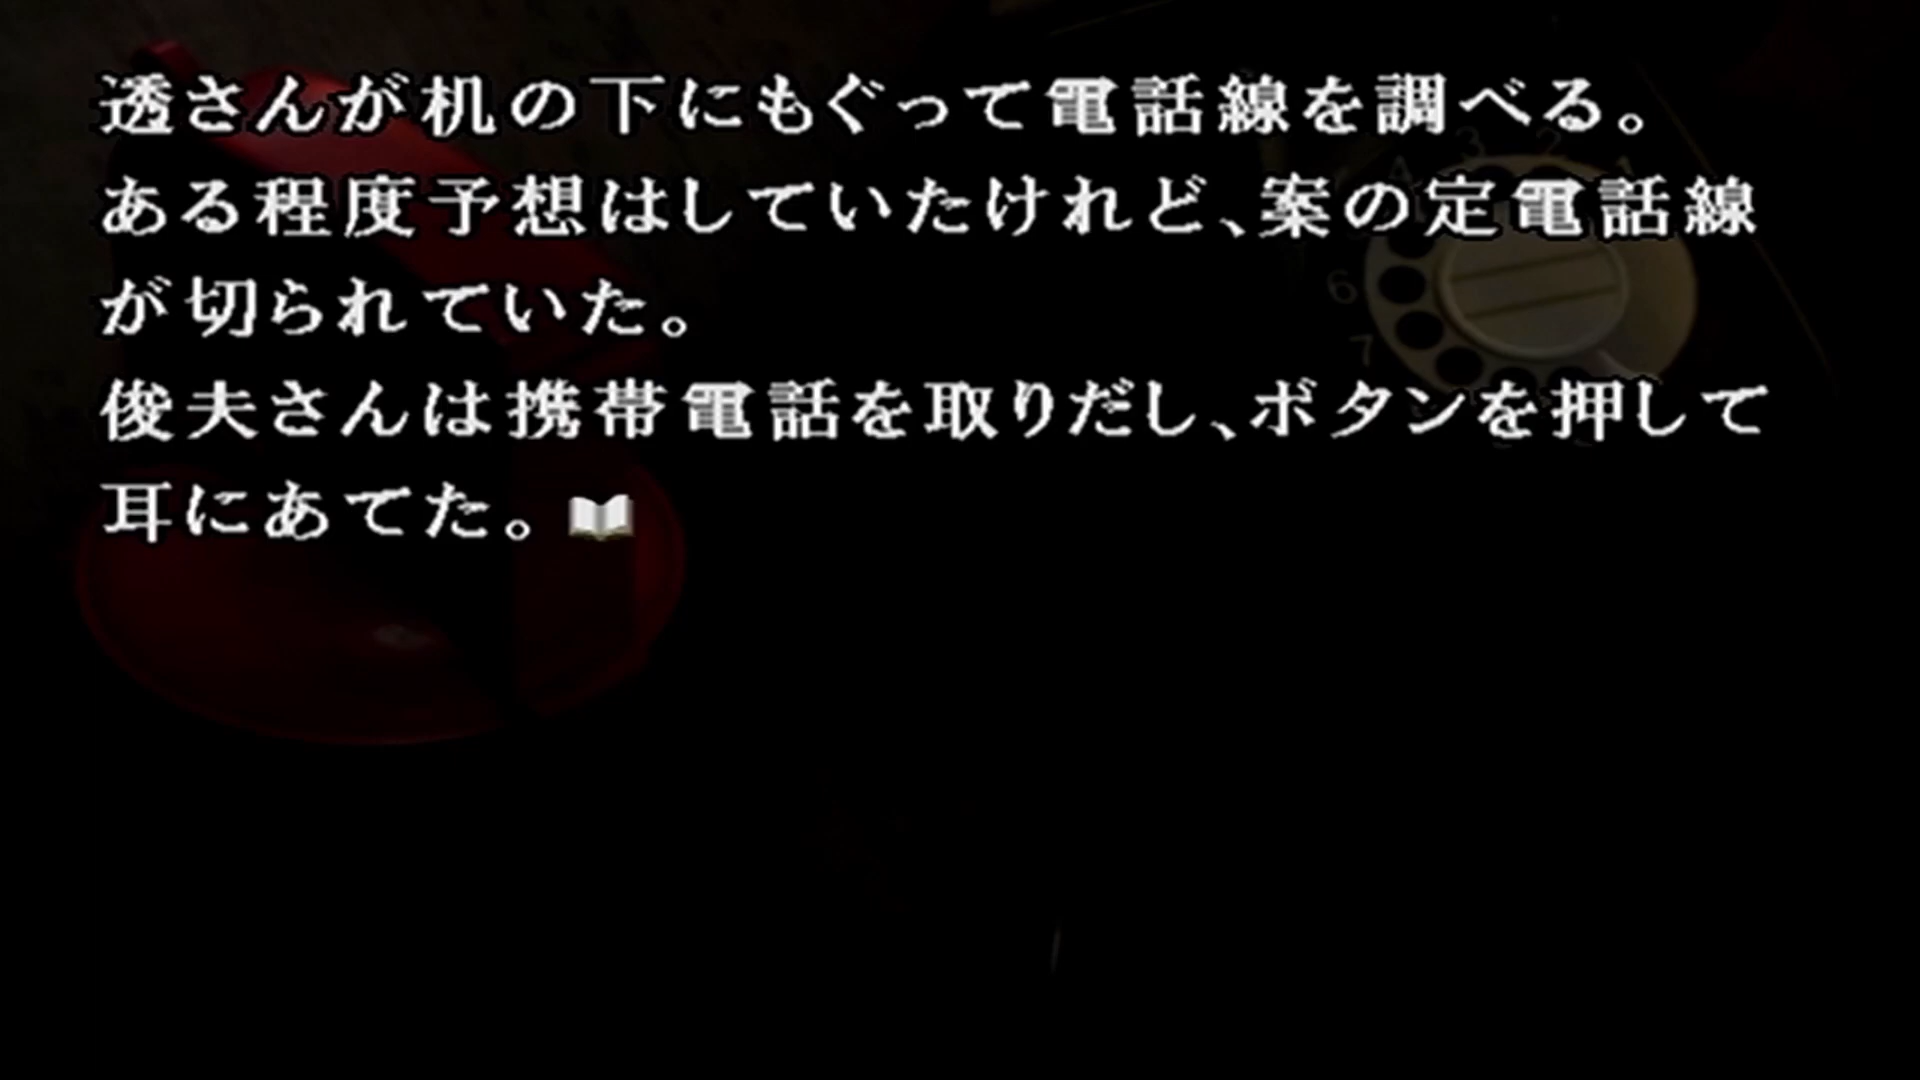 透さんが机の下にもぐって電話線を調べる。
ある程度予想はしていたけれど、案の定電話線
が切られていた。
俊夫さんは携帯電話を取りだし、ボタンを押して
耳にあてた。